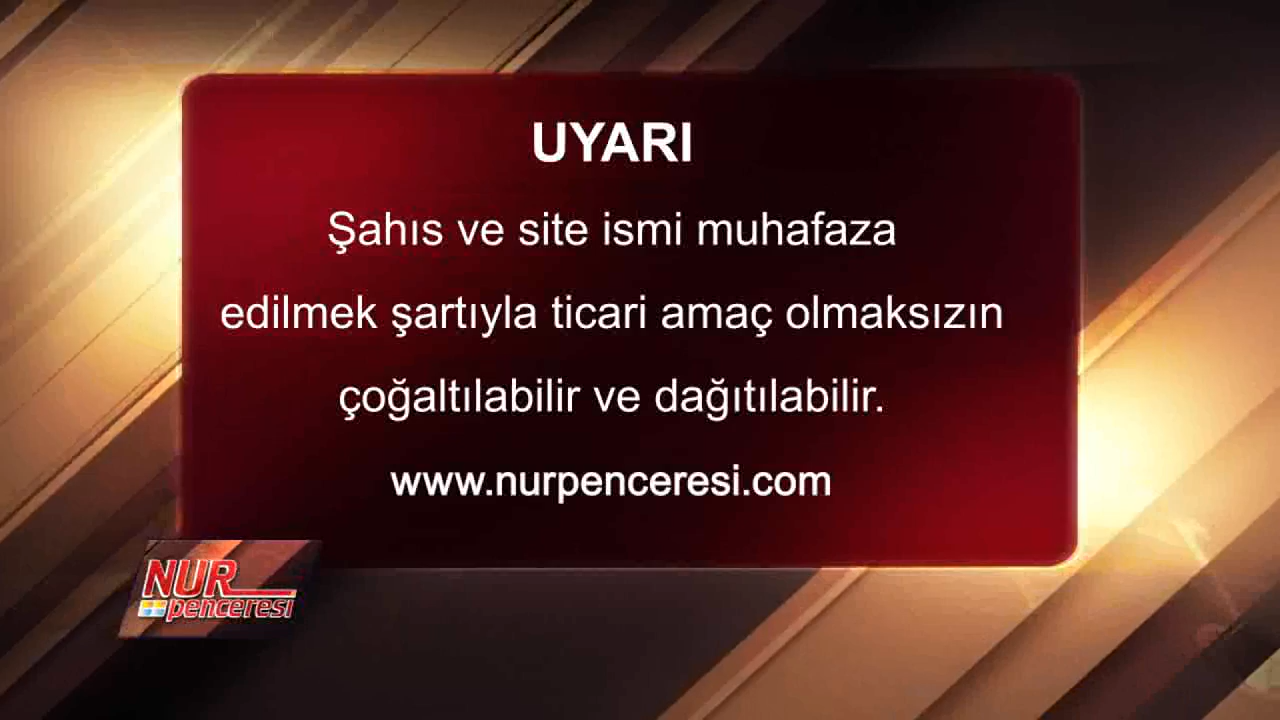 UYARI
Şahıs ve site ismi muhafaza
edilmek şartıyla ticari amaç olmaksızın
çoğaltılabilir ve dağıtılabilir.
www.nurpenceresi.com
NUR
penceresi